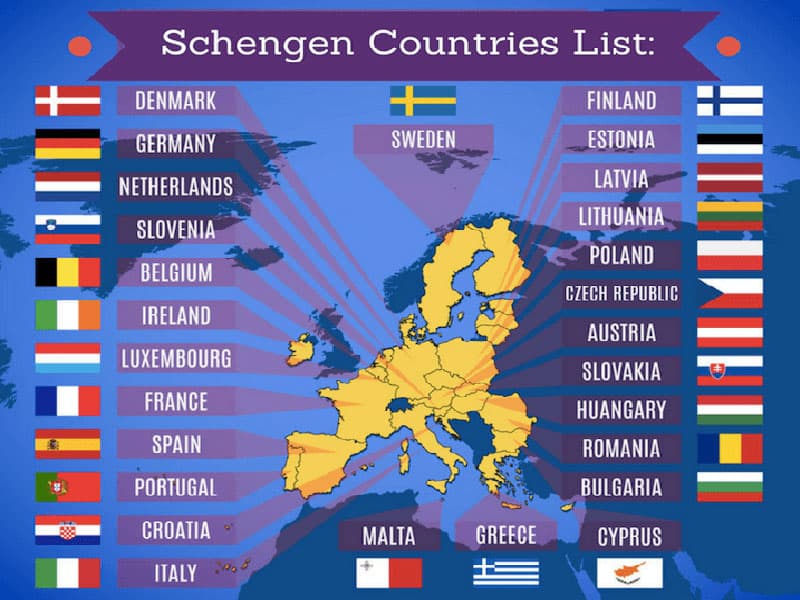 Schengen Countries List:
DENMARK
GERMANY
NETHERLANDS
SLOVENIA
BELGIUM
IRELAND
LUXEMBOURG
FRANCE
SPAIN
PORTUGAL
CROATIA
ITALY
SWEDEN
FINLAND
ESTONIA
LATVIA
LITHUANIA
POLAND
CZECH REPUBLIC
AUSTRIA
SLOVAKIA
HUANGARY
ROMANIA
BULGARIA
MALTA
GREECE
CYPRUS